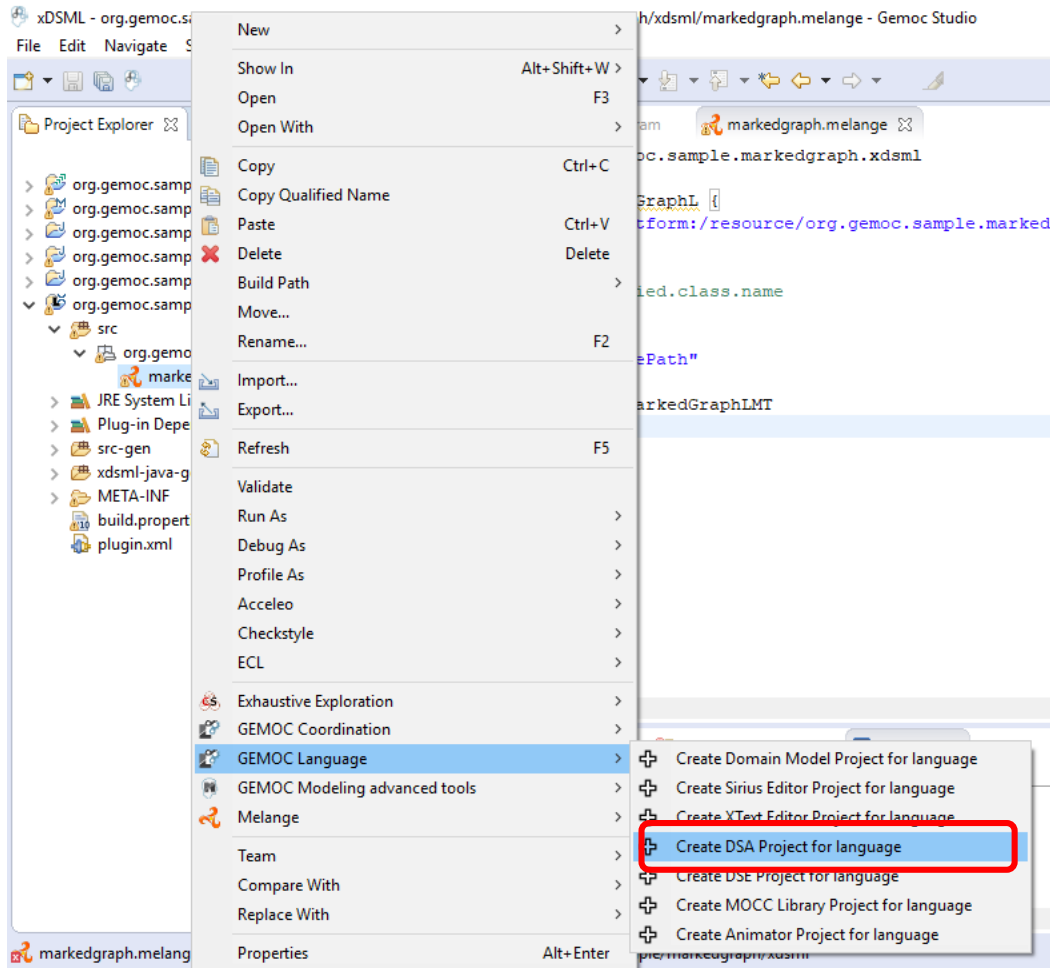 xDSML - org.gemoc.s
h/xdsml/markedgraph.melange - Gemoc Studio
File Edit Navigate S
Project Explorer
org.gemoc.samp
org.gemoc.samp
org.gemoc.samp
org.gemoc.samp
org.gemoc.samp
org.gemoc.samp
src
org.gemo
marke
JRE System Li
Plug-in Depe
src-gen
xdsml-java-g
META-INF
build.propert
plugin.xml
markedgraph.melang
New
Show In Alt+Shift+W
Open F3
Open With
Copy Ctrl+C
Copy Qualified Name
Paste Ctrl+V
Delete Delete
Build Path
Move...
Rename... F2
Import...
Export...
Refresh F5
Validate
Run As
Debug As
Profile As
Acceleo
Checkstyle
ECL
Exhaustive Exploration
GEMOC Coordination
GEMOC Language
GEMOC Modeling advanced tools
Melange
Team
Compare With
Replace With
Properties Alt+Enter
ram
markedgraph.melange
oc.sample.markedgraph.xdsml
GraphL {
tform:/resource/org.gemoc.sample.marked
ied.class.name
ePath"
arkedGraphLMT
Create Domain Model Project for language
Create Sirius Editor Project for language
Create XText Editor Project for language
Create DSA Project for language
Create DSE Project for language
Create MOCC Library Project for language
Create Animator Project for language
ple/markedgraph/xdsml